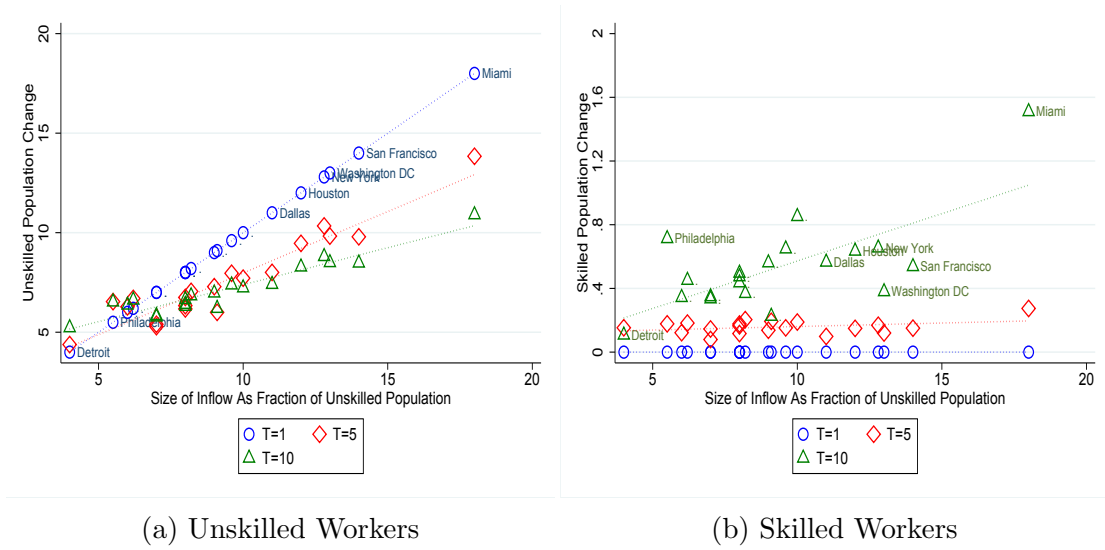 20
15
10
5
Unskilled Population Change
Miami
San Francisco
Washington DC
New York
Houston
Dallas
Philadelphia
Detroit
5 10 15 20
Size of Inflow As Fraction of Unskilled Population
T=1 T=5
T=10
(a) Unskilled Workers
2
1.6
1.2
.8
.4
0
Skilled Population Change
Miami
Philadelphia
Houston
New York
Dallas
San Francisco
Washington DC
Detroit
5 10 15 20
Size of Inflow As Fraction of Unskilled Population
T=1 T=5
T=10
(b) Skilled Workers